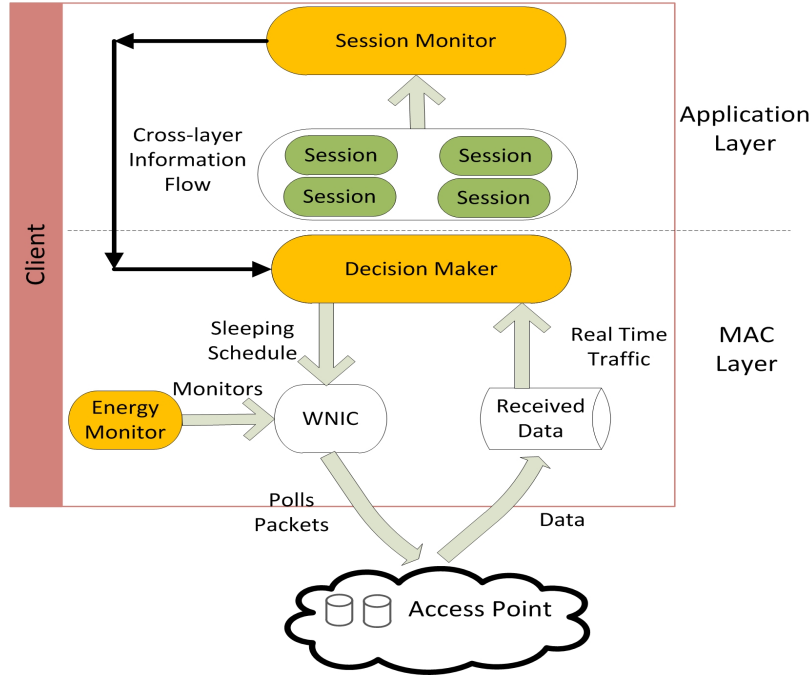 Session Monitor
Application
Layer
Cross-layer
Information
Flow
Session
Session
Session
Session
Client
Decision Maker
Sleeping
Schedule
Real Time
Traffic
MAC
Layer
Monitors
Energy
Monitor
WNIC
Received
Data
Polls
Packets
Data
Access Point